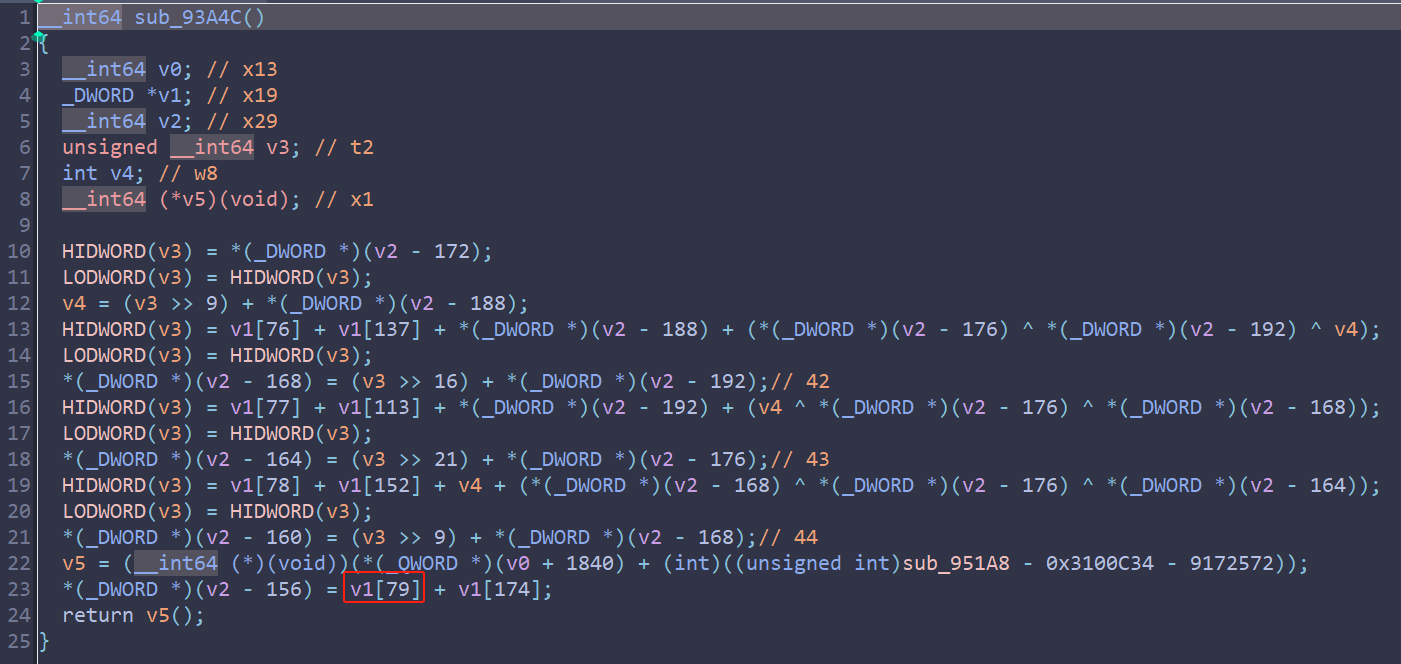 1 __int64 sub_93A4C()
2 {
3 __int64 v0; // x13
4 _DWORD *v1; // x19
5 __int64 v2; // x29
6 unsigned __int64 v3; // t2
7 int v4; // w8
8 __int64 (*v5)(void); // x1
9
10 HIDWORD(v3) = *(_DWORD *)(v2 - 172);
11 LODWORD(v3) = HIDWORD(v3);
12 v4 = (v3 >> 9) + *(_DWORD *)(v2 - 188);
13 HIDWORD(v3) = v1[76] + v1[137] + *(_DWORD *)(v2 - 188) + (*(_DWORD *)(v2 - 176) ^ *(_DWORD *)(v2 - 192) ^ v4);
14 LODWORD(v3) = HIDWORD(v3);
15 *(_DWORD *)(v2 - 168) = (v3 >> 16) + *(_DWORD *)(v2 - 192);// 42
16 HIDWORD(v3) = v1[77] + v1[113] + *(_DWORD *)(v2 - 192) + (v4 ^ *(_DWORD *)(v2 - 176) ^ *(_DWORD *)(v2 - 168));
17 LODWORD(v3) = HIDWORD(v3);
18 *(_DWORD *)(v2 - 164) = (v3 >> 21) + *(_DWORD *)(v2 - 176);// 43
19 HIDWORD(v3) = v1[78] + v1[152] + v4 + (*(_DWORD *)(v2 - 168) ^ *(_DWORD *)(v2 - 176) ^ *(_DWORD *)(v2 - 164));
20 LODWORD(v3) = HIDWORD(v3);
21 *(_DWORD *)(v2 - 160) = (v3 >> 9) + *(_DWORD *)(v2 - 168);// 44
22 v5 = (__int64 (*)(void))(*(_QWORD *)(v0 + 1840) + (int)((unsigned int)sub_951A8 - 0x3100C34 - 9172572));
23 *(_DWORD *)(v2 - 156) = v1[79] + v1[174];
24 return v5();
25 }